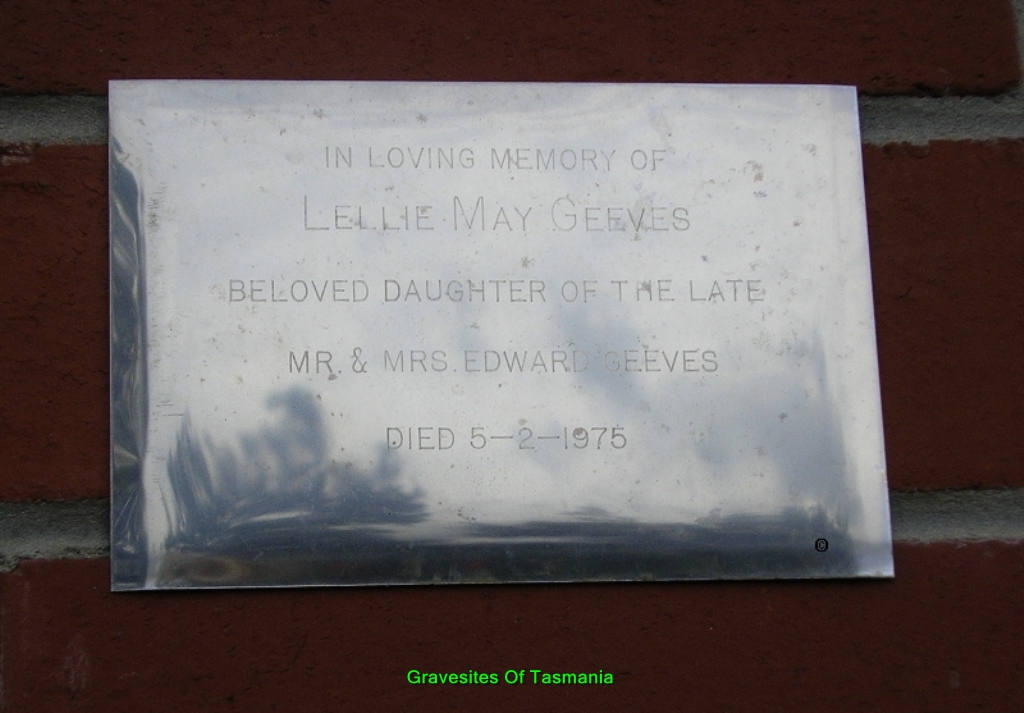 IN LOVING MEMORY OF
LELLIE MAY GEEVES
BELOVED DAUGHTER OF THE LATE
MR. & MRS. EDWARD GEEVES
DIED 5-2-1975
©
Gravesites Of Tasmania